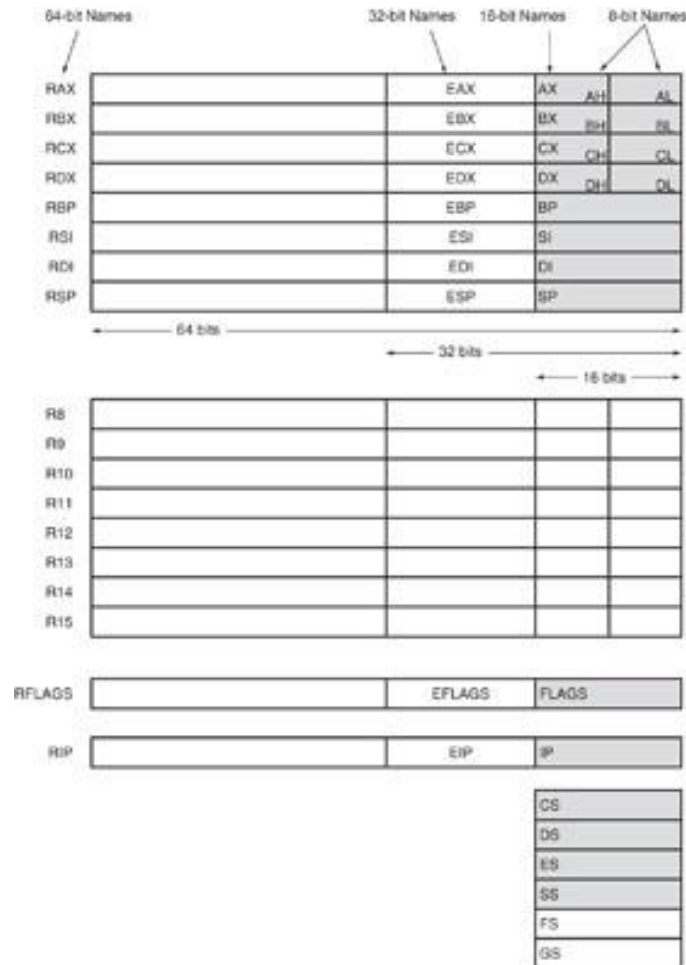 64-bit Names 32-bit Names 16-bit Names 8-bit Names
RAX EAX AX AH AL
RBX EBX BX BH BL
RCX ECX CX CH CL
RDX EDX DX DH DL
RBP EBP BP
RSI ESI SI
RDI EDI DI
RSP ESP SP
64 bits
32 bits
16 bits
R8
R9
R10
R11
R12
R13
R14
R15
RFLAGS EFLAGS FLAGS
RIP EIP IP
CS
DS
ES
SS
FS
GS